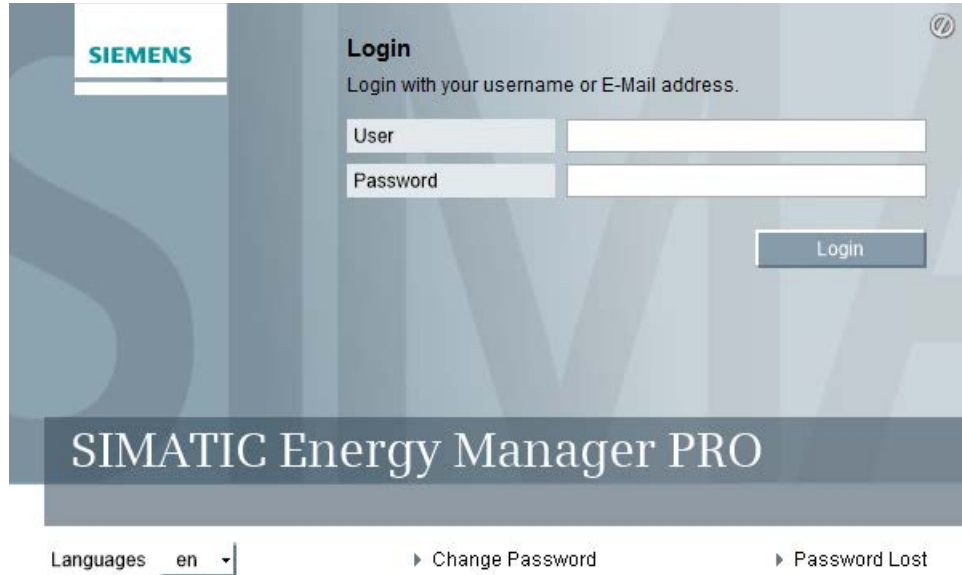 SIEMENS
Login
Login with your username or E-Mail address.
User
Password
Login
SIMATIC Energy Manager PRO
Languages en
Change Password
Password Lost